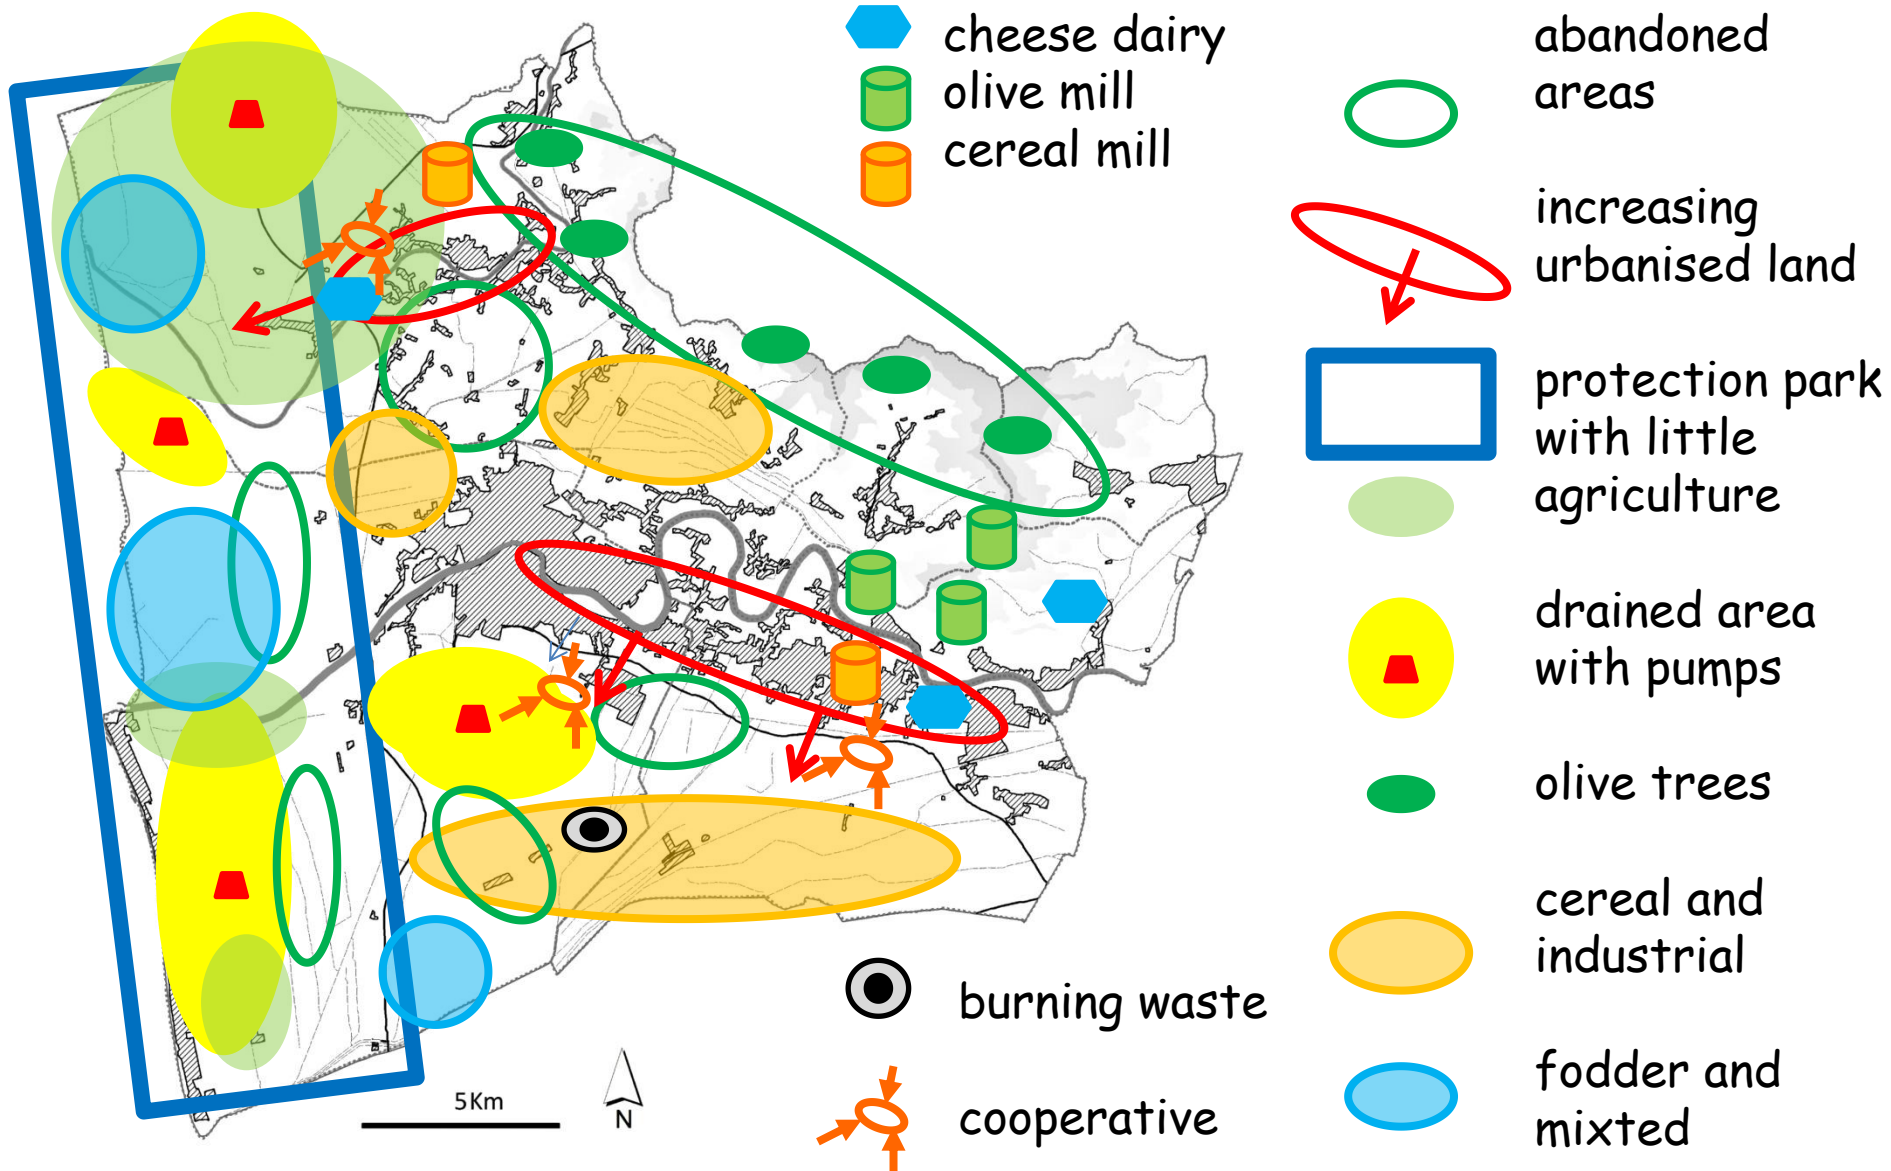 cheese dairy
olive mill
cereal mill
abandoned
areas
increasing
urbanised land
protection park
with little
agriculture
drained area
with pumps
olive trees
cereal and
industrial
fodder and
mixted
burning waste
cooperative
5Km
N